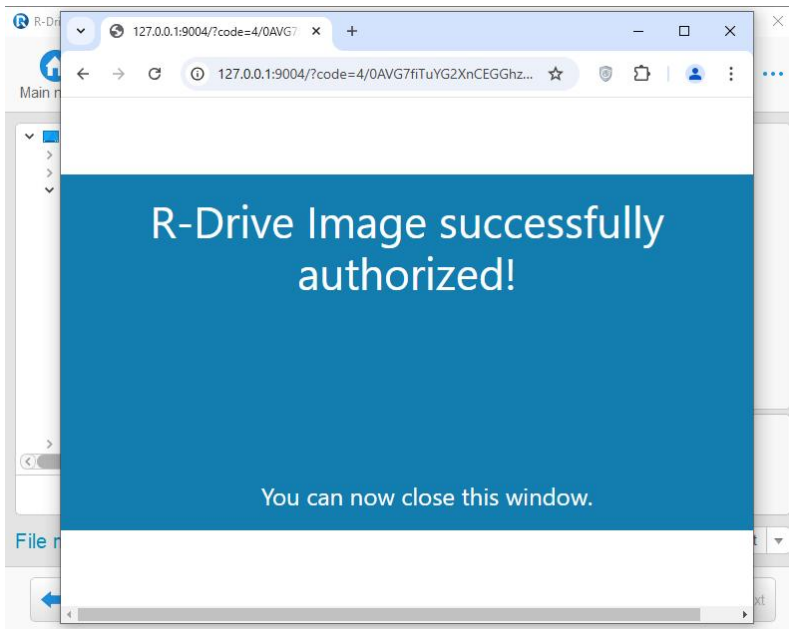 R-Dri
127.0.0.1:9004/?code=4/0AVG7
127.0.0.1:9004/?code=4/0AVG7fiTuYG2XnCEGGhz...
Main
R-Drive Image successfully
authorized!
You can now close this window.
File